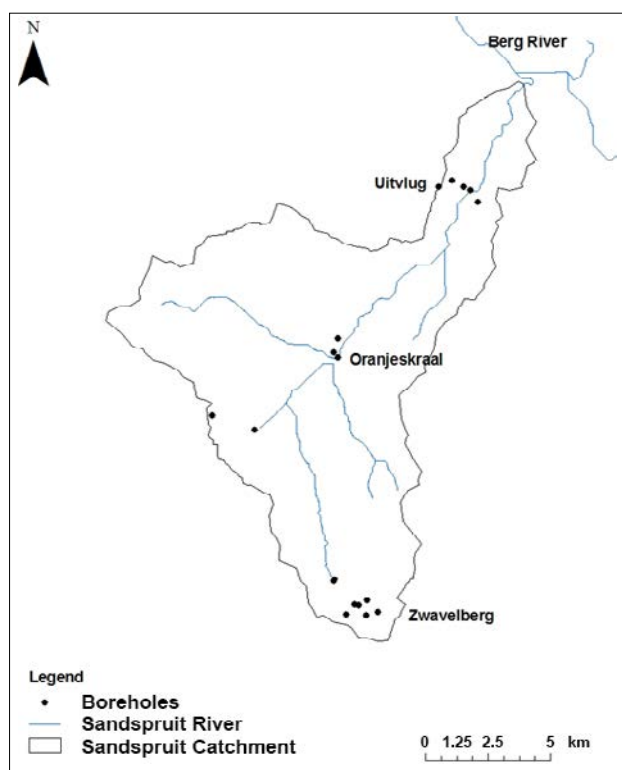 N
Berg River
Uitvlug
Oranjeskraal
Zwavelberg
Legend
Boreholes
Sandspruit River
Sandspruit Catchment
0 1.25 2.5 5 km